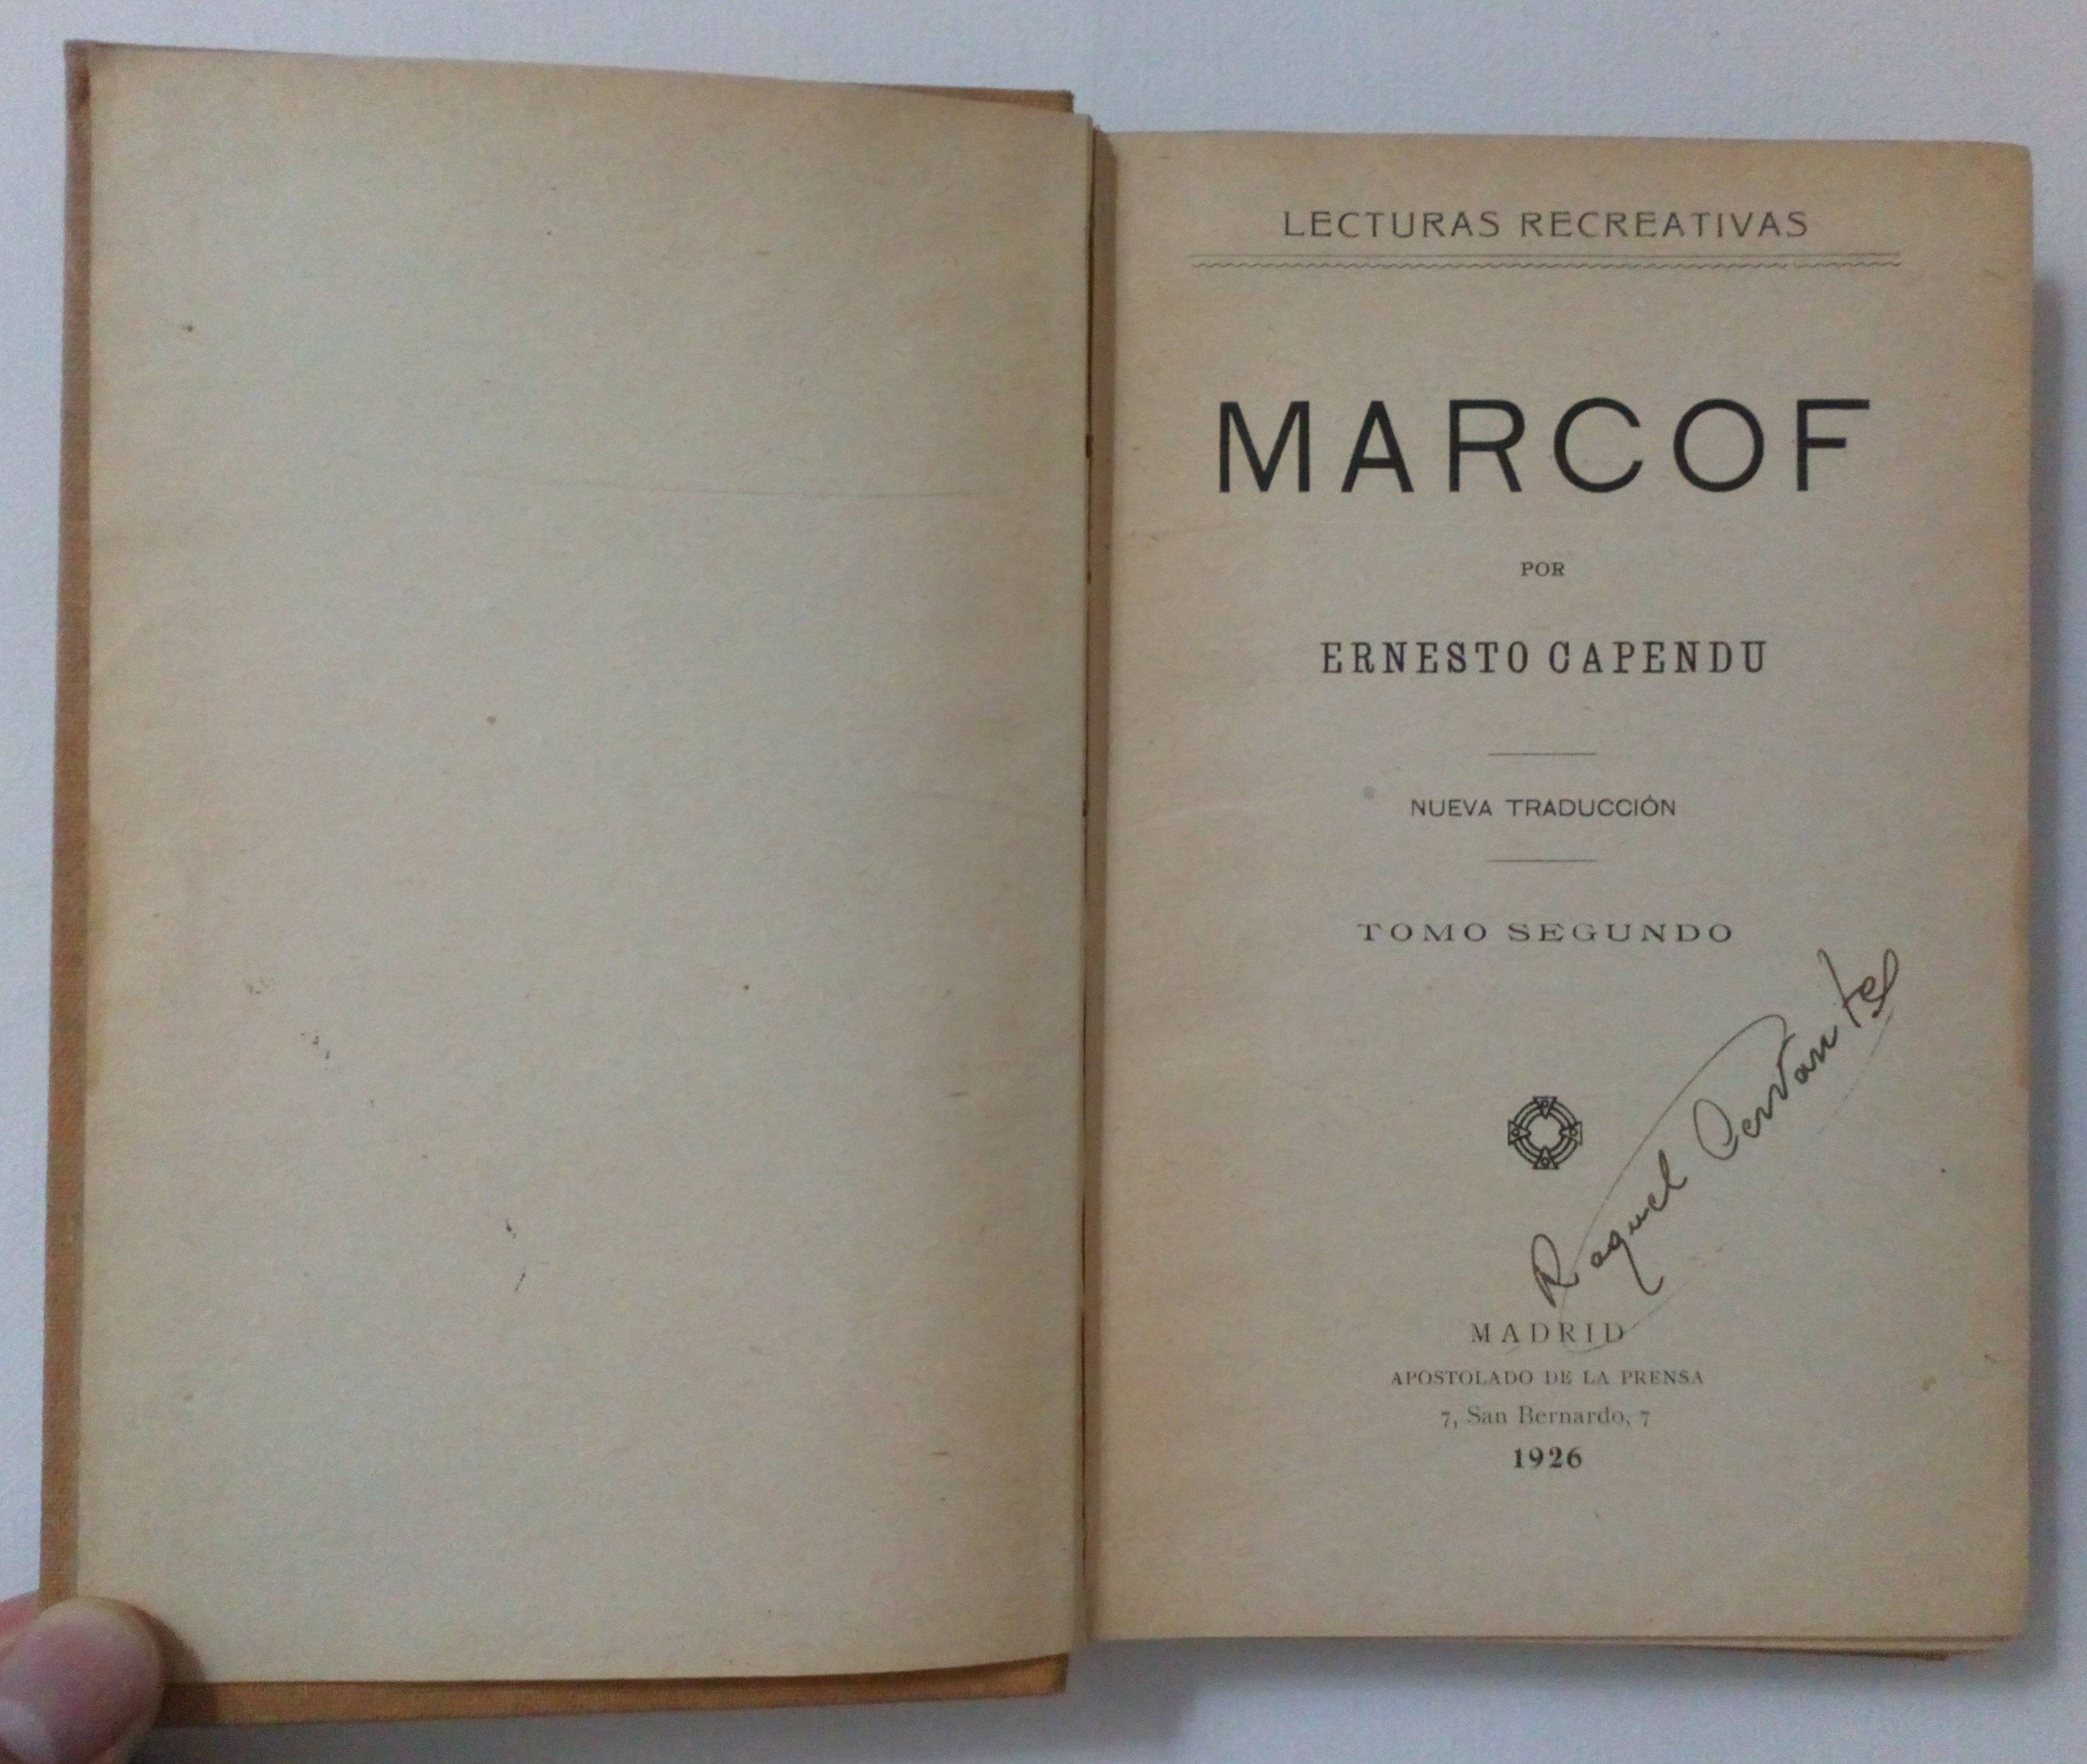 LECTURAS RECREATIVAS
MARCOF
POR
ERNESTO CAPENDU
NUEVA TRADUCCIÓN
TOMO SEGUNDO
Raquel Cervantes
MADRID
APOSTOLADO DE LA PRENSA
7, San Bernardo, 7
1926